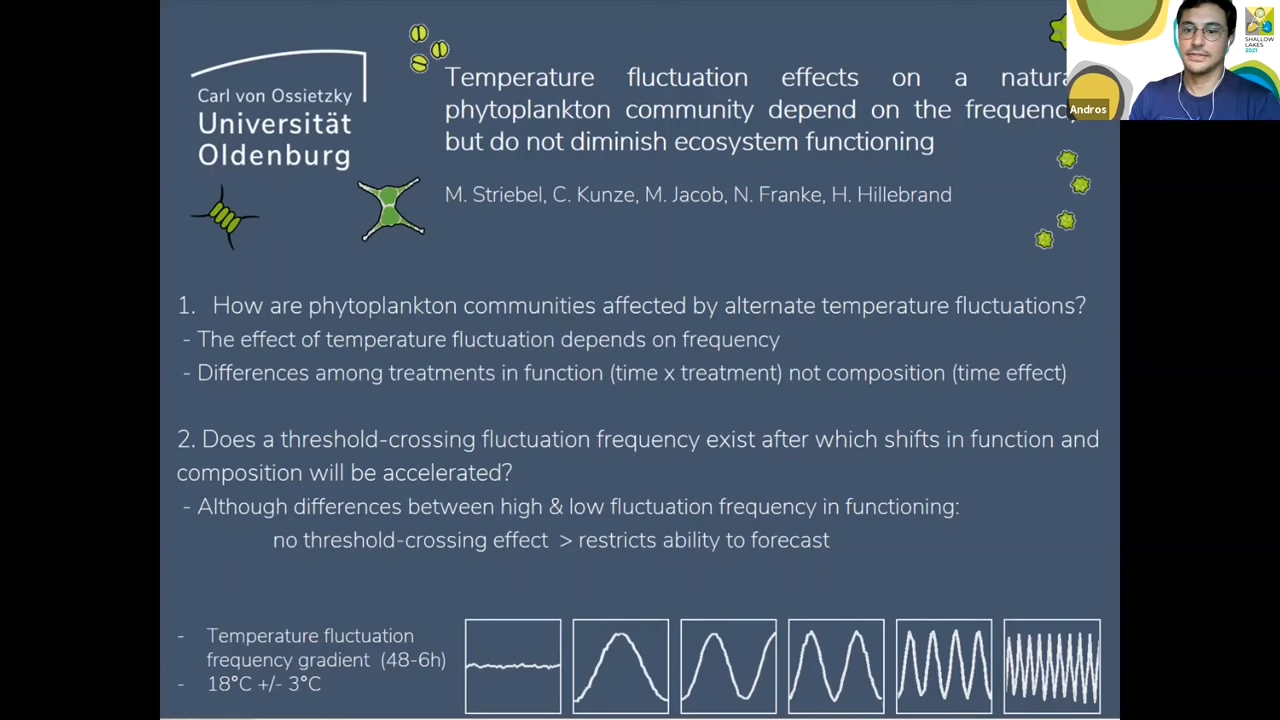 Carl von Ossietzky
Universität
Oldenburg
Temperature fluctuation effects on a natura
phytoplankton community depend on the frequency
but do not diminish ecosystem functioning
M. Striebel, C. Kunze, M. Jacob, N. Franke, H. Hillebrand
SHALLOW
LAKES
2021
Andros
1. How are phytoplankton communities affected by alternate temperature fluctuations?
- The effect of temperature fluctuation depends on frequency
- Differences among treatments in function (time x treatment) not composition (time effect)
2. Does a threshold-crossing fluctuation frequency exist after which shifts in function and
composition will be accelerated?
- Although differences between high & low fluctuation frequency in functioning:
no threshold-crossing effect > restricts ability to forecast
- Temperature fluctuation
frequency gradient (48-6h)
- 18°C +/- 3°C